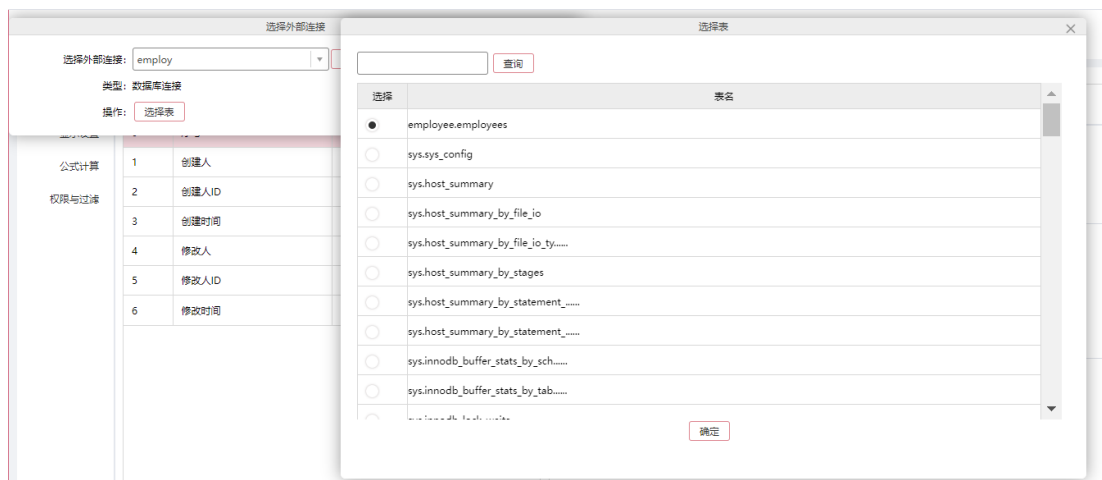 选择外部连接
选择外部连接: employ
类型: 数据库连接
操作: 选择表
公式计算
权限与过滤
1 创建人
2 创建人ID
3 创建时间
4 修改人
5 修改人ID
6 修改时间
选择表
查询
选择 表名
employee.employees
sys.sys_config
sys.host_summary
sys.host_summary_by_file_io
sys.host_summary_by_file_io_ty......
sys.host_summary_by_stages
sys.host_summary_by_statement_......
sys.host_summary_by_statement_......
sys.innodb_buffer_stats_by_sch......
sys.innodb_buffer_stats_by_tab......
确定